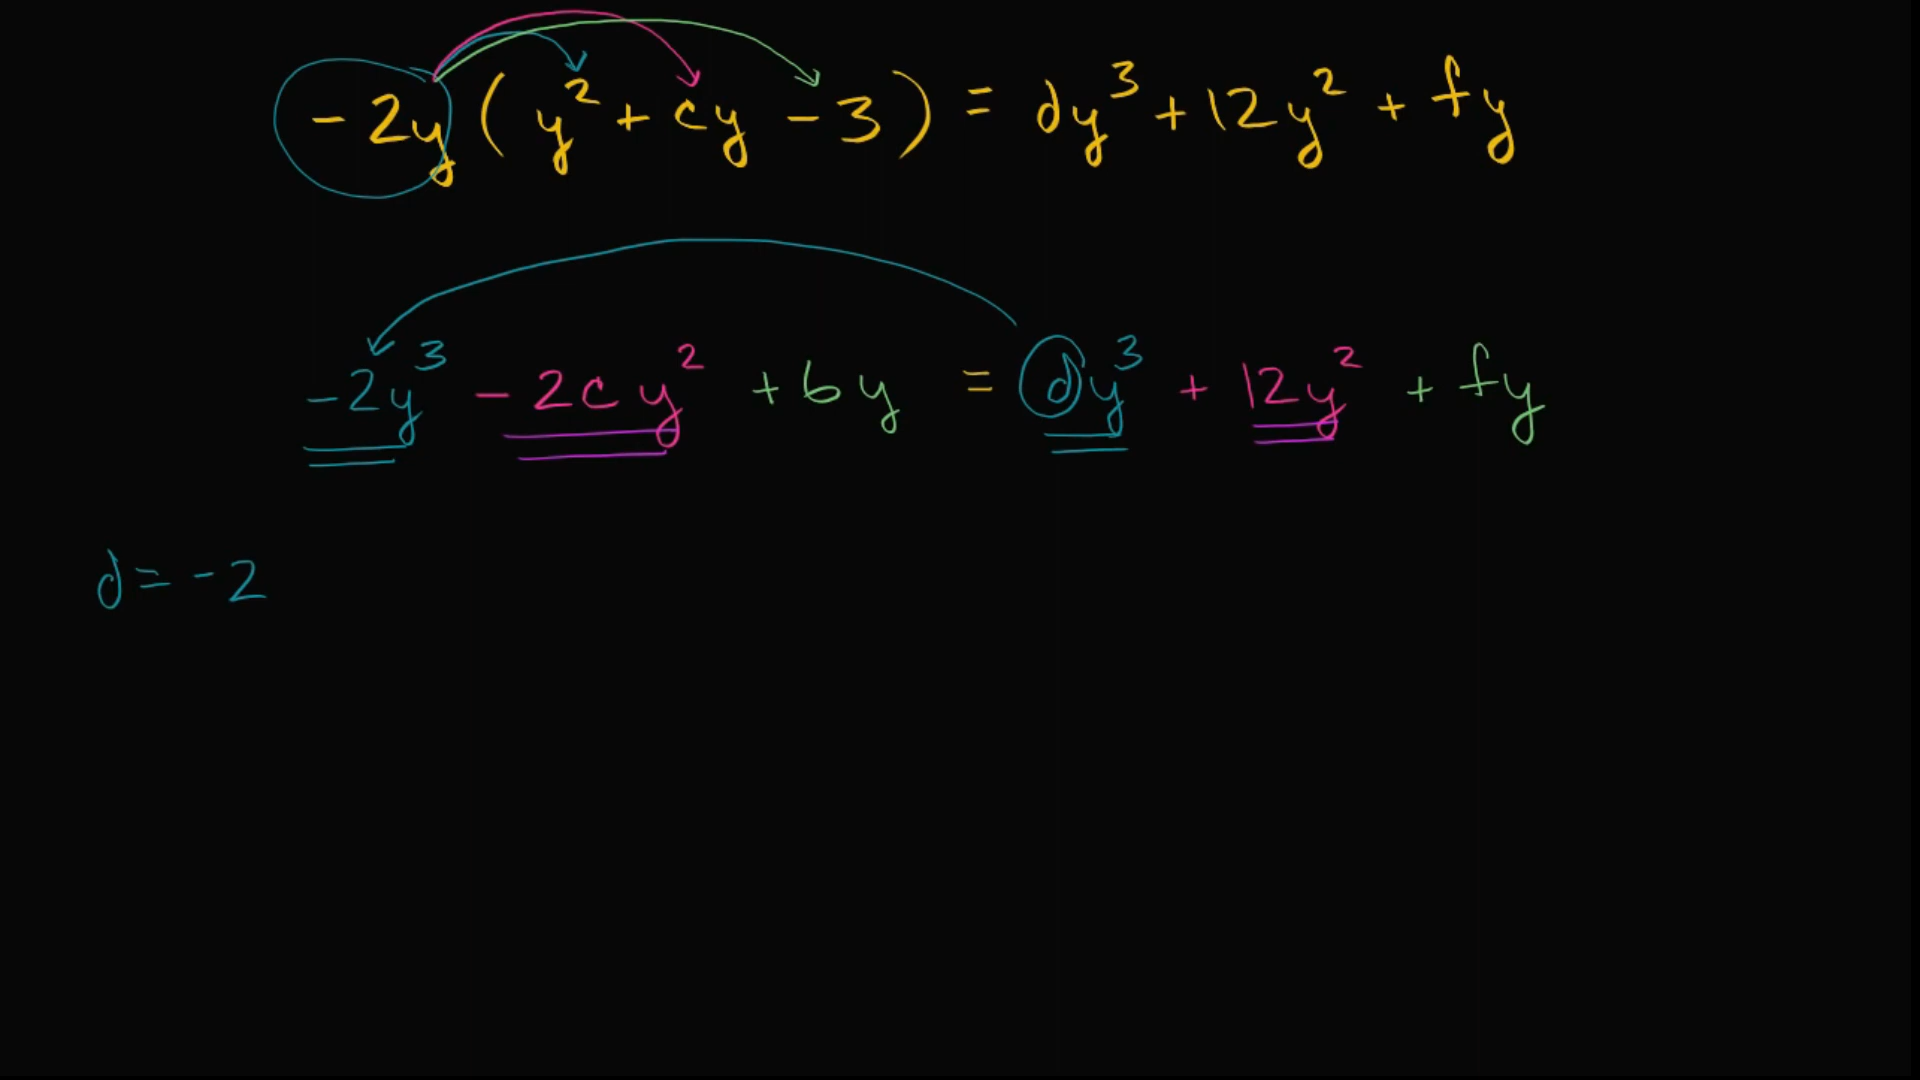 -2y(y² + cy - 3) = dy³ + 12y² + fy
-2y³ - 2cy² + 6y = dy³ + 12y² + fy
d = -2